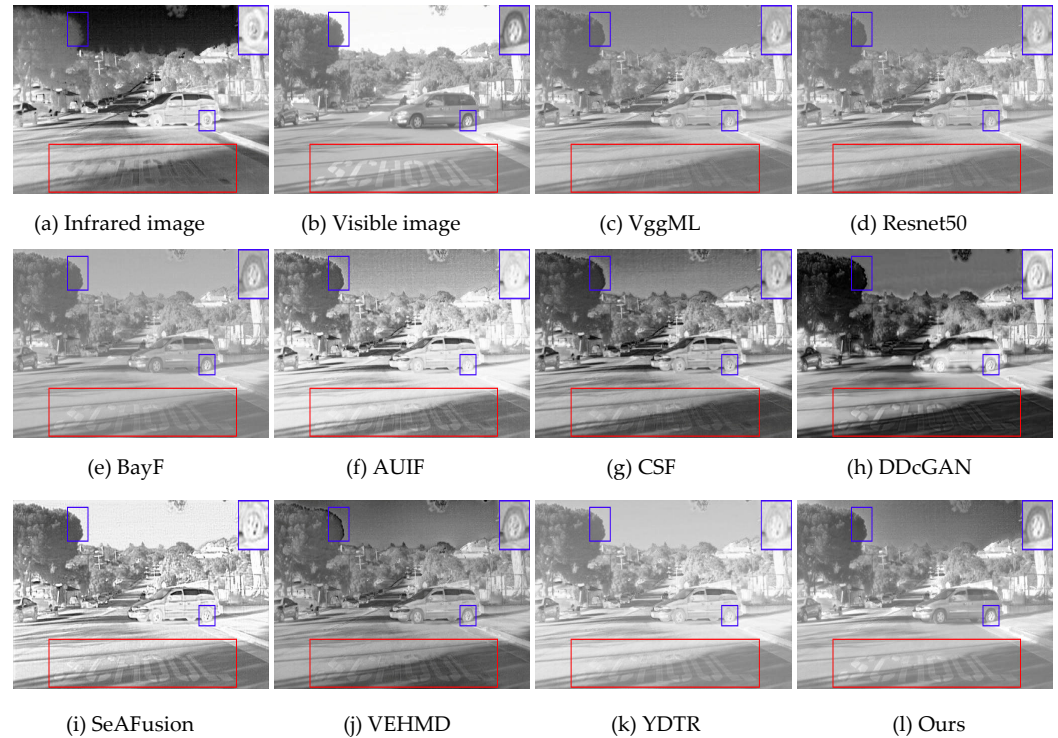 (a) Infrared image
(b) Visible image
(c) VggML
(d) Resnet50
(e) BayF
(f) AUIF
(g) CSF
(h) DDcGAN
(i) SeAFusion
(j) VEHMD
(k) YDTR
(l) Ours
SCHOOL